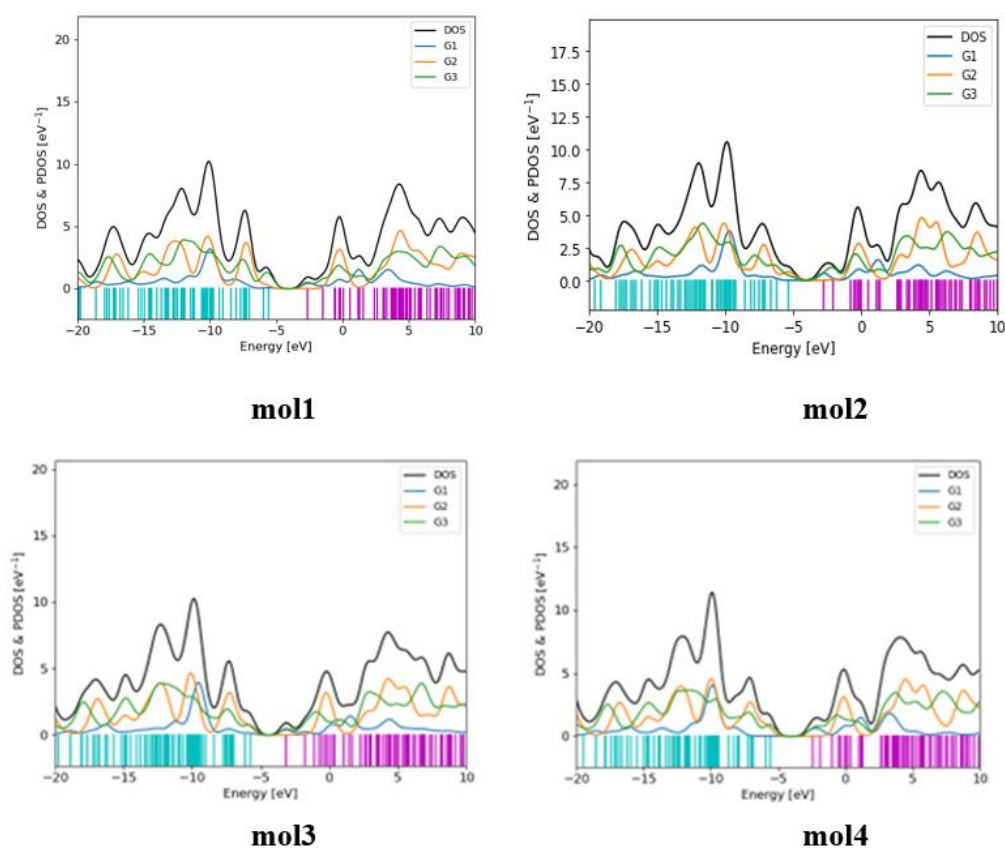 DOS
G1
G2
G3
DOS & PDOS [eV⁻¹]
20
15
10
5
0
−20 −15 −10 −5 0 5 10
Energy [eV]
mol1
DOS
G1
G2
G3
DOS & PDOS [eV⁻¹]
17.5
15.0
12.5
10.0
7.5
5.0
2.5
0.0
−20 −15 −10 −5 0 5 10
Energy [eV]
mol2
DOS
G1
G2
G3
DOS & PDOS [eV⁻¹]
20
15
10
5
0
−20 −15 −10 −5 0 5 10
Energy [eV]
mol3
DOS
G1
G2
G3
DOS & PDOS [eV⁻¹]
20
15
10
5
0
−20 −15 −10 −5 0 5 10
Energy [eV]
mol4